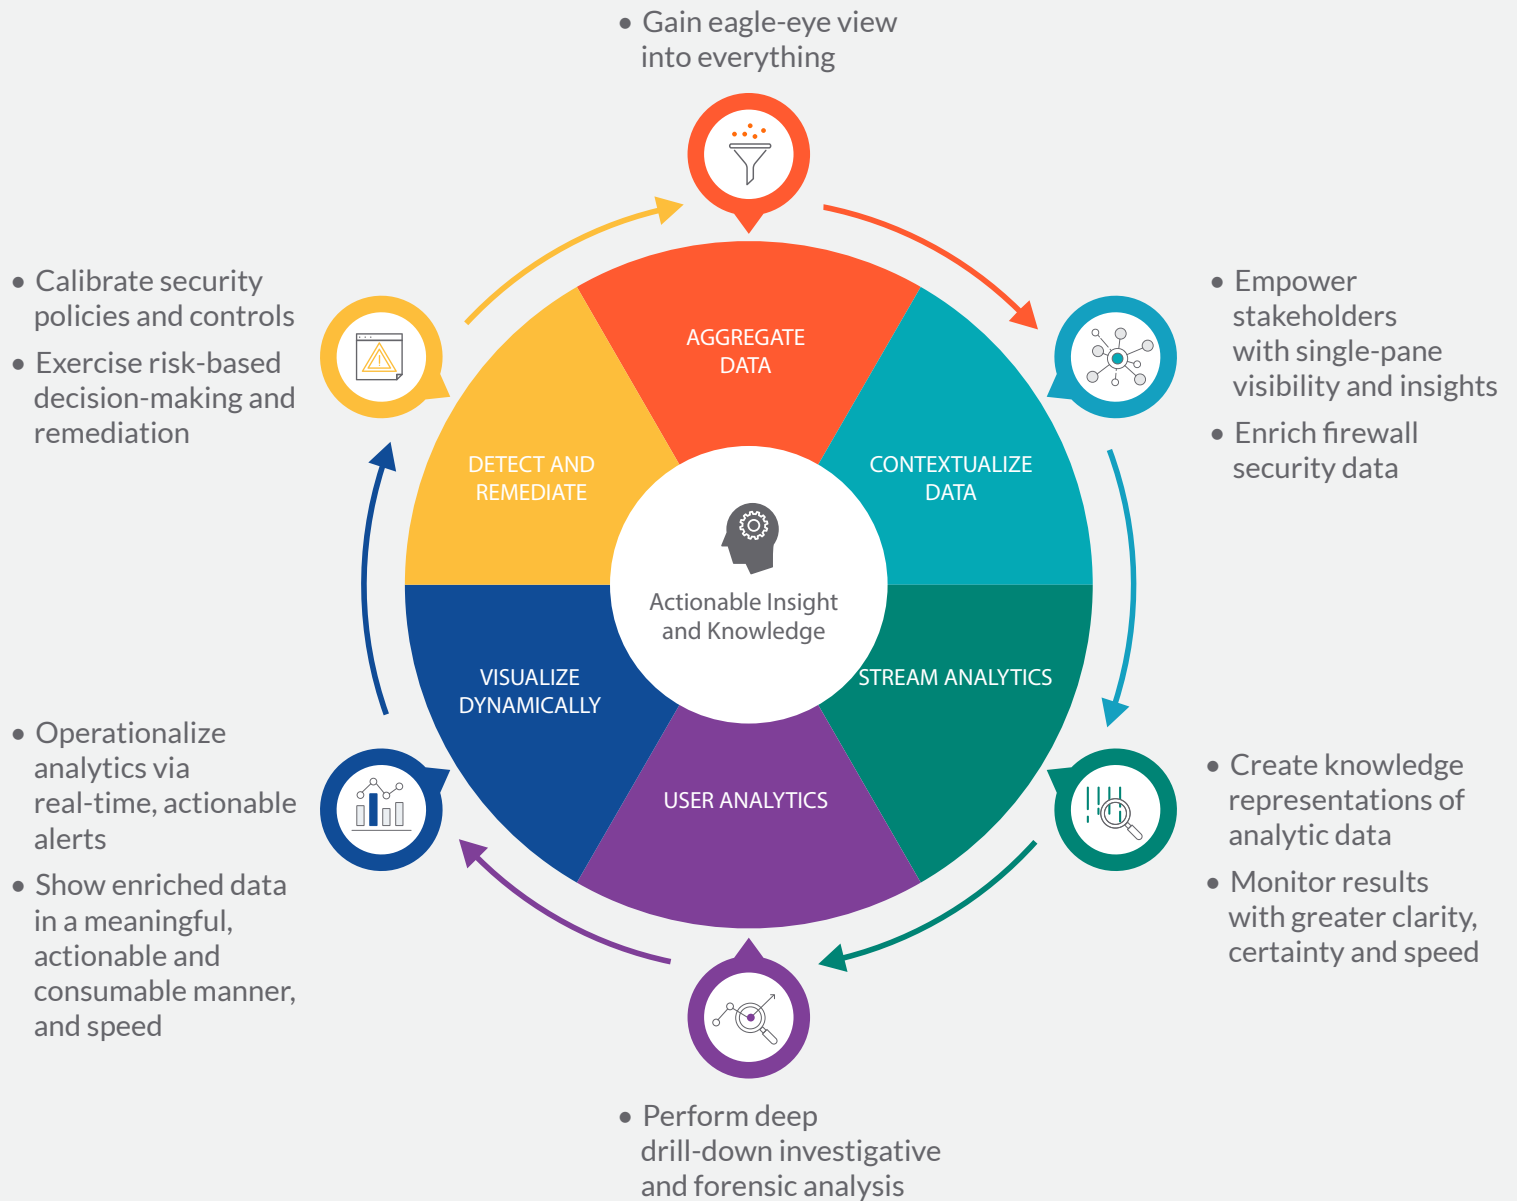 • Gain eagle-eye view
into everything
• Calibrate security
policies and controls
• Exercise risk-based
decision-making and
remediation
• Empower
stakeholders
with single-pane
visibility and insights
• Enrich firewall
security data
AGGREGATE
DATA
DETECT AND
REMEDIATE
CONTEXTUALIZE
DATA
Actionable Insight
and Knowledge
VISUALIZE
DYNAMICALLY
STREAM ANALYTICS
USER ANALYTICS
• Operationalize
analytics via
real-time, actionable
alerts
• Show enriched data
in a meaningful,
actionable and
consumable manner,
and speed
• Create knowledge
representations of
analytic data
• Monitor results
with greater clarity,
certainty and speed
• Perform deep
drill-down investigative
and forensic analysis